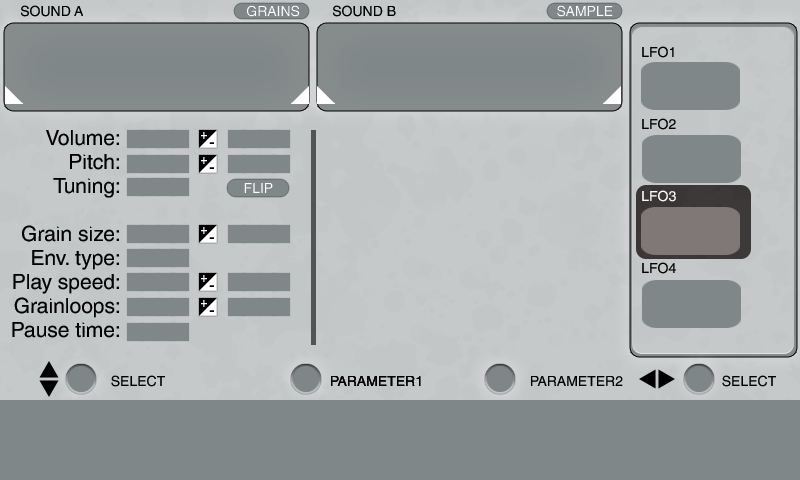 SOUND A GRAINS SOUND B SAMPLE
LFO1
LFO2
LFO3
LFO4
Volume: +-
Pitch: +-
Tuning: FLIP
Grain size: +-
Env. type:
Play speed: +-
Grainloops: +-
Pause time:
SELECT PARAMETER1 PARAMETER2 SELECT